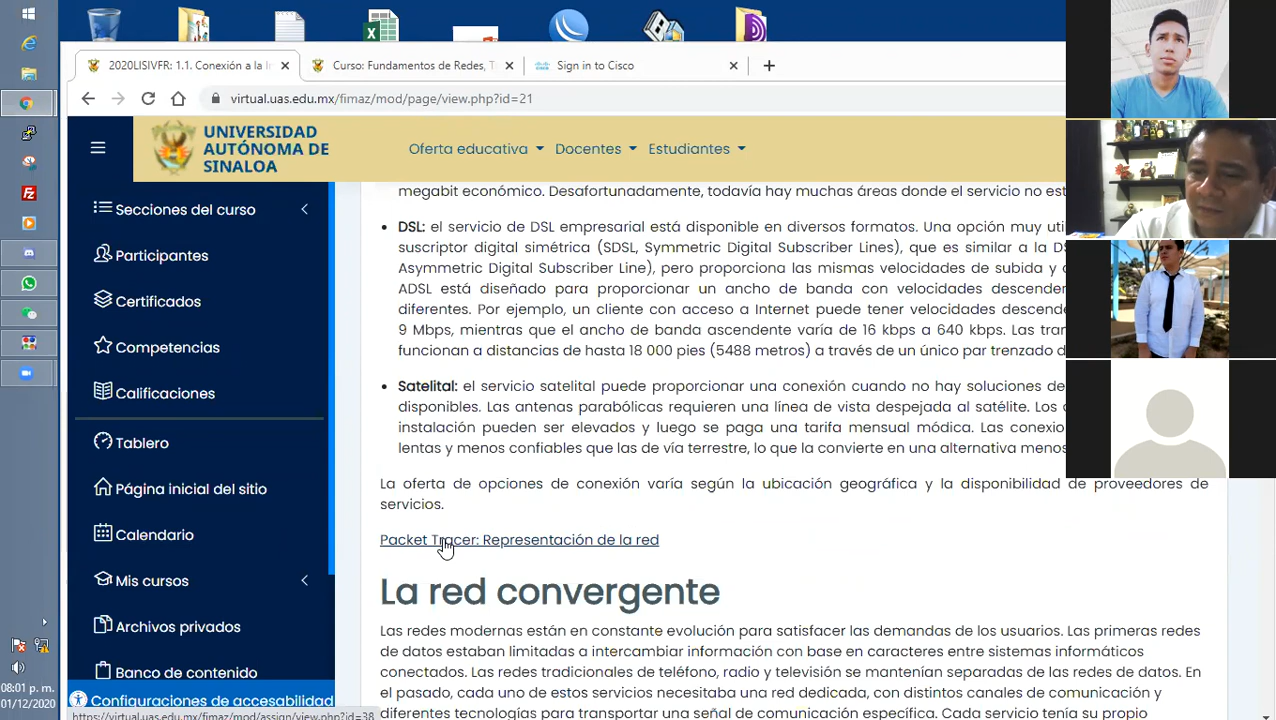 2020LISIVFR: 1.1. Conexión a la In
Curso: Fundamentos de Redes, T
Sign in to Cisco
virtual.uas.edu.mx/fimaz/mod/page/view.php?id=21
UNIVERSIDAD
AUTÓNOMA DE
SINALOA
Oferta educativa
Docentes
Estudiantes
Secciones del curso
Participantes
Certificados
Competencias
Calificaciones
Tablero
Página inicial del sitio
Calendario
Mis cursos
Archivos privados
Banco de contenido
Configuraciones de accesabilidad
https://virtual.uas.edu.mx/fimaz/mod/assign/view.php?id=38
megabit económico. Desafortunadamente, todavía hay muchas áreas donde el servicio no est
DSL: el servicio de DSL empresarial está disponible en diversos formatos. Una opción muy uti
suscriptor digital simétrica (SDSL, Symmetric Digital Subscriber Lines), que es similar a la DS
Asymmetric Digital Subscriber Line), pero proporciona las mismas velocidades de subida y d
ADSL está diseñado para proporcionar un ancho de banda con velocidades descender
diferentes. Por ejemplo, un cliente con acceso a Internet puede tener velocidades descende
9 Mbps, mientras que el ancho de banda ascendente varía de 16 kbps a 640 kbps. Las tran
funcionan a distancias de hasta 18 000 pies (5488 metros) a través de un único par trenzado d
Satelital: el servicio satelital puede proporcionar una conexión cuando no hay soluciones de
disponibles. Las antenas parabólicas requieren una línea de vista despejada al satélite. Los
instalación pueden ser elevados y luego se paga una tarifa mensual módica. Las conexio
lentas y menos confiables que las de vía terrestre, lo que la convierte en una alternativa menos
La oferta de opciones de conexión varía según la ubicación geográfica y la disponibilidad de proveedores de
servicios.
Packet Tracer: Representación de la red
La red convergente
Las redes modernas están en constante evolución para satisfacer las demandas de los usuarios. Las primeras redes
de datos estaban limitadas a intercambiar información con base en caracteres entre sistemas informáticos
conectados. Las redes tradicionales de teléfono, radio y televisión se mantenían separadas de las redes de datos. En
el pasado, cada uno de estos servicios necesitaba una red dedicada, con distintos canales de comunicación y
diferentes tecnologías para transportar una señal de comunicación específica. Cada servicio tenía su propio
08:01 p. m.
01/12/2020